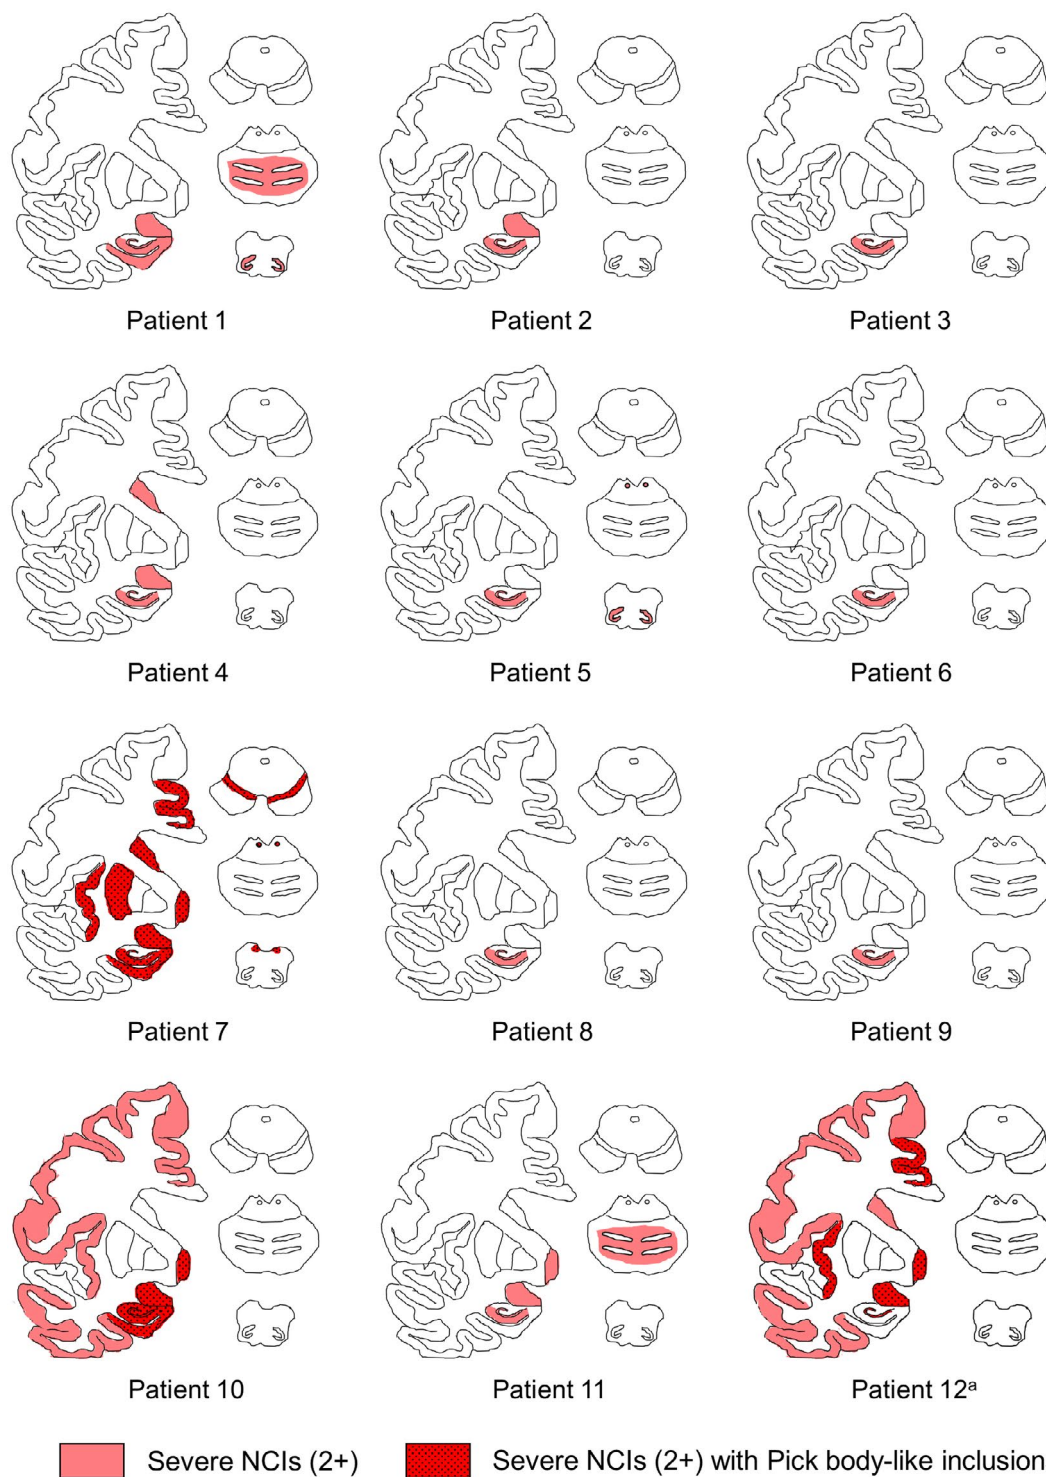 Patient 1 Patient 2 Patient 3
Patient 4 Patient 5 Patient 6
Patient 7 Patient 8 Patient 9
Patient 10 Patient 11 Patient 12ᵃ
Severe NCIs (2+) Severe NCIs (2+) with Pick body-like inclusion